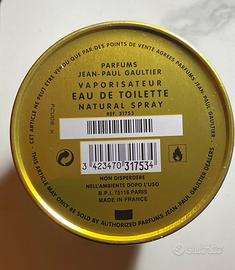 CET ARTICLE NE PEUT ETRE VENDU QUE PAR DES POINTS DE VENTE AGRÉES PARFUMS JEAN-PAUL GAULTIER
PARFUMS
JEAN-PAUL GAULTIER
VAPORISATEUR
EAU DE TOILETTE
NATURAL SPRAY
REF. 31753
3 423470 317534
NON DISPERDERE
NELL'AMBIENTE DOPO L'USO
B.P.I. 75116 PARIS
MADE IN FRANCE
THIS ARTICLE MAY ONLY BE SOLD BY AUTHORIZED PARFUMS JEAN-PAUL GAULTIER DEALERS
subito